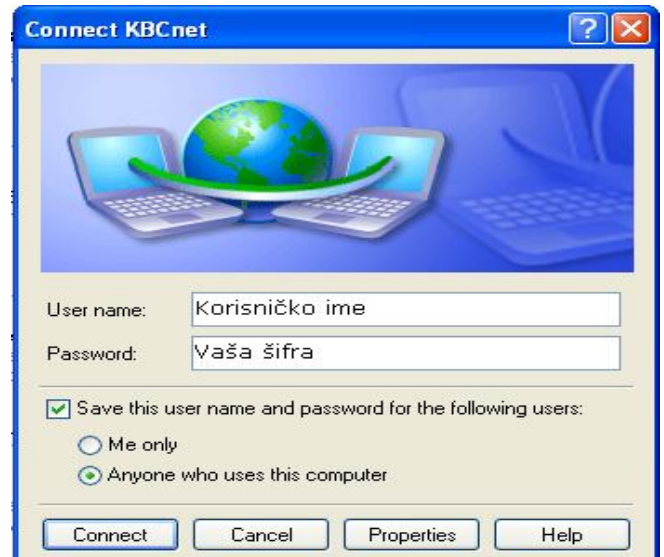 Connect KBCnet
User name: Korisničko ime
Password: Vaša šifra
Save this user name and password for the following users:
Me only
Anyone who uses this computer
Connect Cancel Properties Help